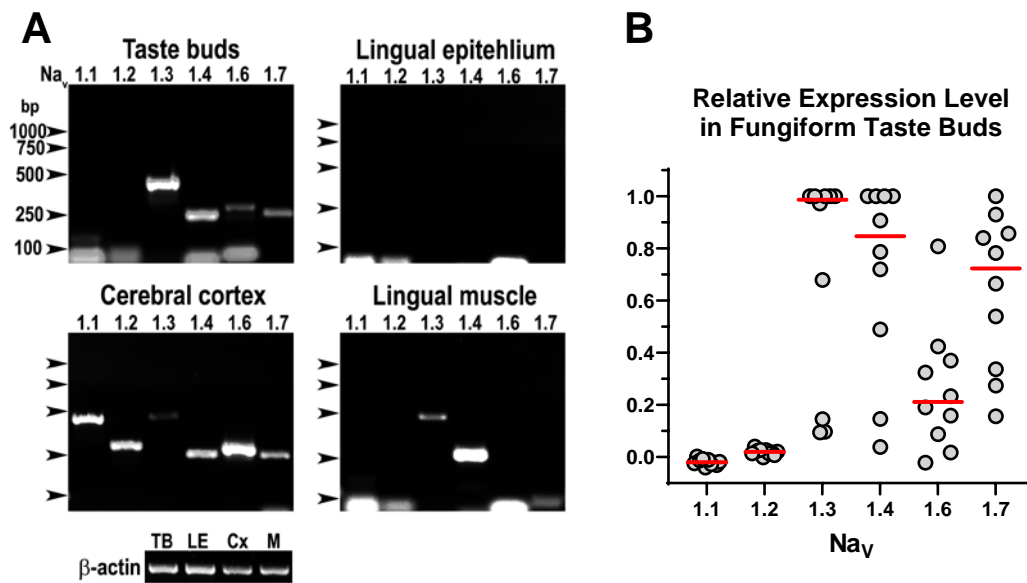 A
Taste buds
Lingual epitehlium
Nav 1.1 1.2 1.3 1.4 1.6 1.7
1.1 1.2 1.3 1.4 1.6 1.7
bp
1000
750
500
250
100
Cerebral cortex
Lingual muscle
1.1 1.2 1.3 1.4 1.6 1.7
1.1 1.2 1.3 1.4 1.6 1.7
TB LE Cx M
β-actin
B
Relative Expression Level
in Fungiform Taste Buds
1.0
0.8
0.6
0.4
0.2
0.0
1.1 1.2 1.3 1.4 1.6 1.7
NaV